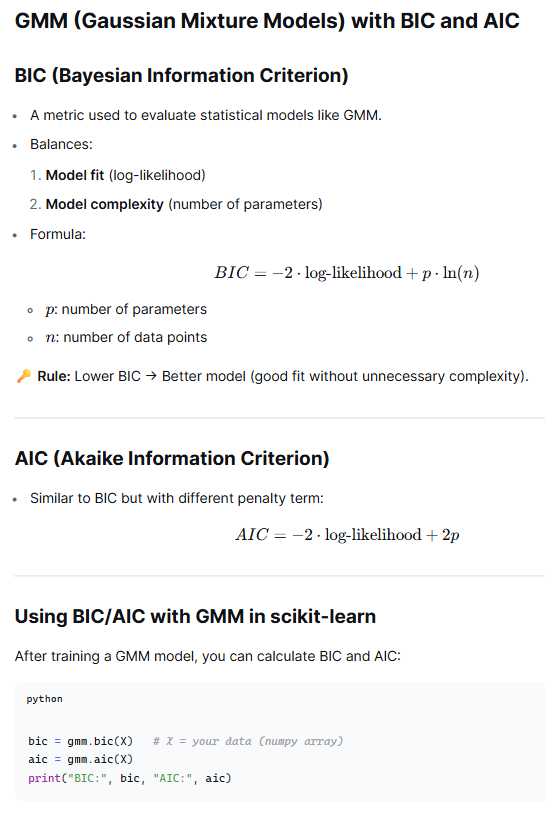 GMM (Gaussian Mixture Models) with BIC and AIC
BIC (Bayesian Information Criterion)
• A metric used to evaluate statistical models like GMM.
• Balances:
1. Model fit (log-likelihood)
2. Model complexity (number of parameters)
• Formula:
BIC = −2 · log-likelihood + p · ln(n)
◦ p: number of parameters
◦ n: number of data points
🔑 Rule: Lower BIC → Better model (good fit without unnecessary complexity).
AIC (Akaike Information Criterion)
• Similar to BIC but with different penalty term:
AIC = −2 · log-likelihood + 2p
Using BIC/AIC with GMM in scikit-learn
After training a GMM model, you can calculate BIC and AIC:
python
bic = gmm.bic(X)   # X = your data (numpy array)
aic = gmm.aic(X)
print("BIC:", bic, "AIC:", aic)